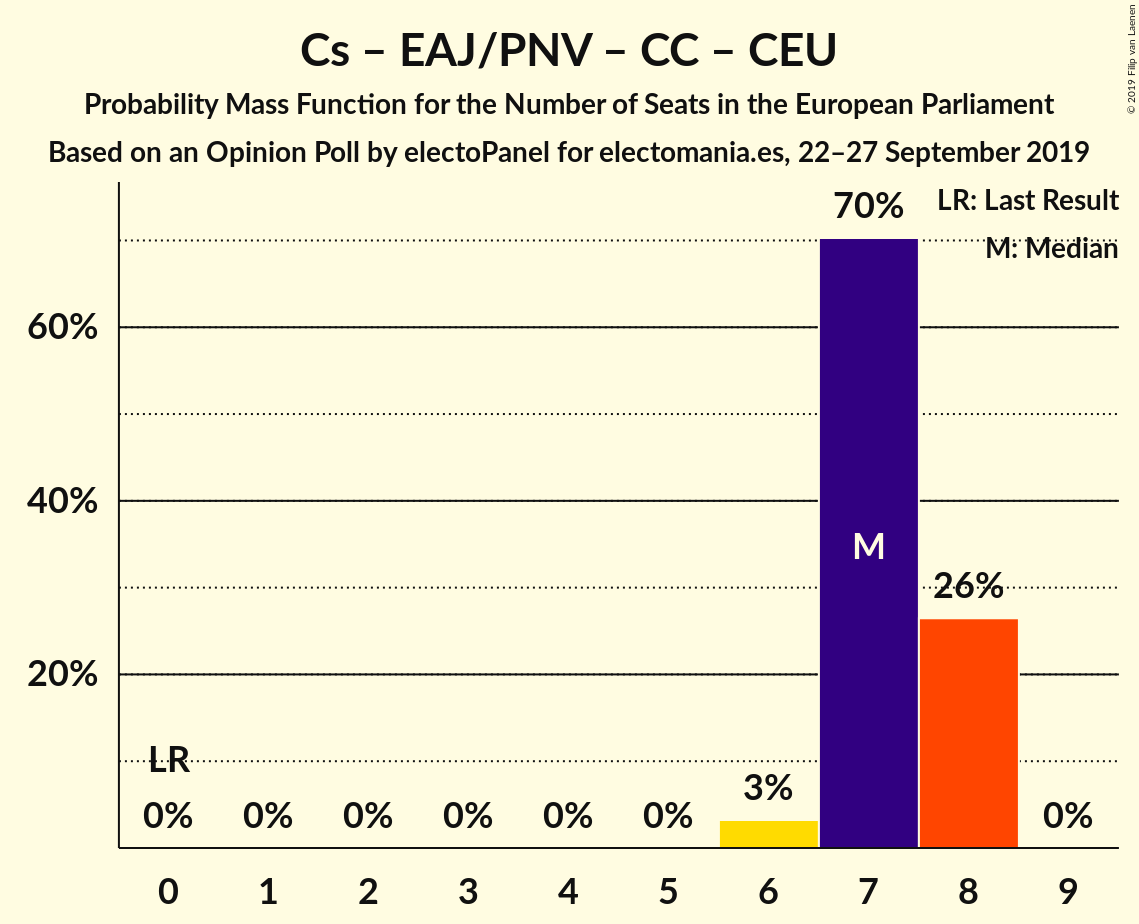 Cs – EAJ/PNV – CC – CEU
Probability Mass Function for the Number of Seats in the European Parliament
Based on an Opinion Poll by electoPanel for electomania.es, 22–27 September 2019
© 2019 Filip van Laenen
LR: Last Result
M: Median
70%
60%
40%
20%
M
26%
LR
3%
0% 0% 0% 0% 0% 0% 0%
0 1 2 3 4 5 6 7 8 9